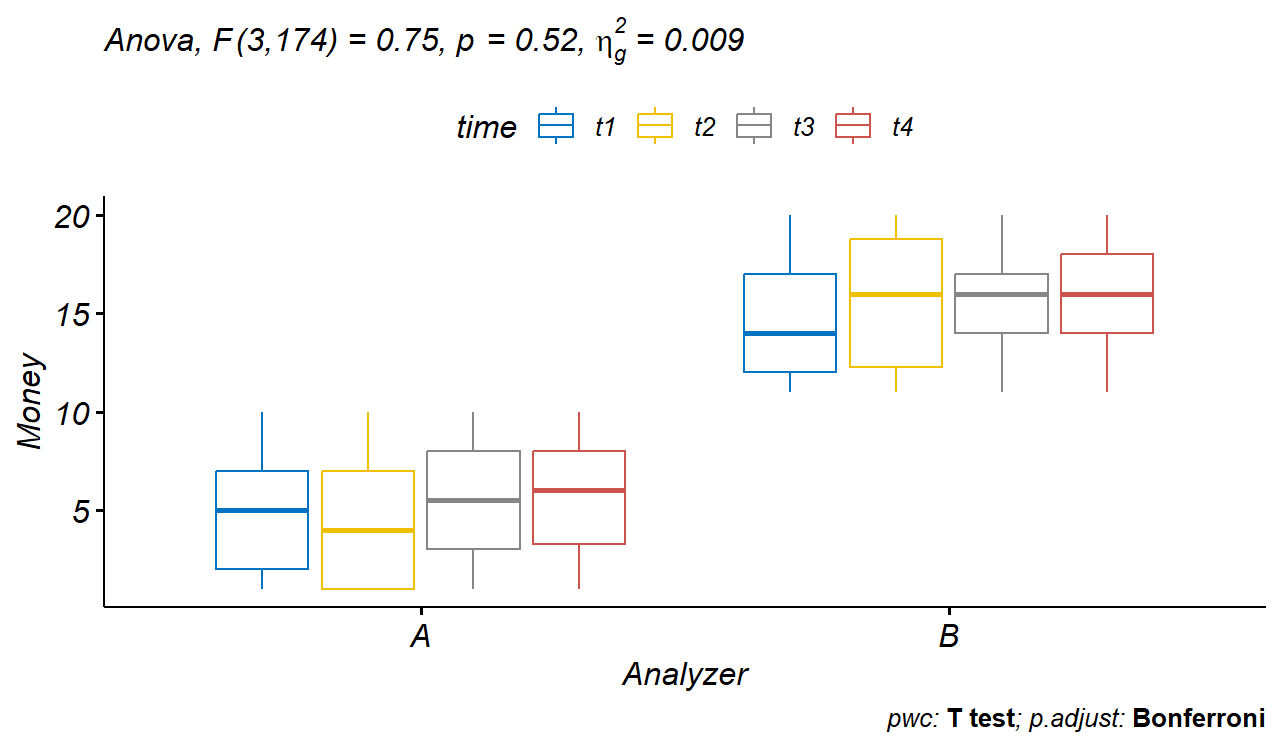 Anova, F(3,174) = 0.75, p = 0.52, η²g = 0.009
time t1 t2 t3 t4
20
15
10
5
Money
A B
Analyzer
pwc: T test; p.adjust: Bonferroni